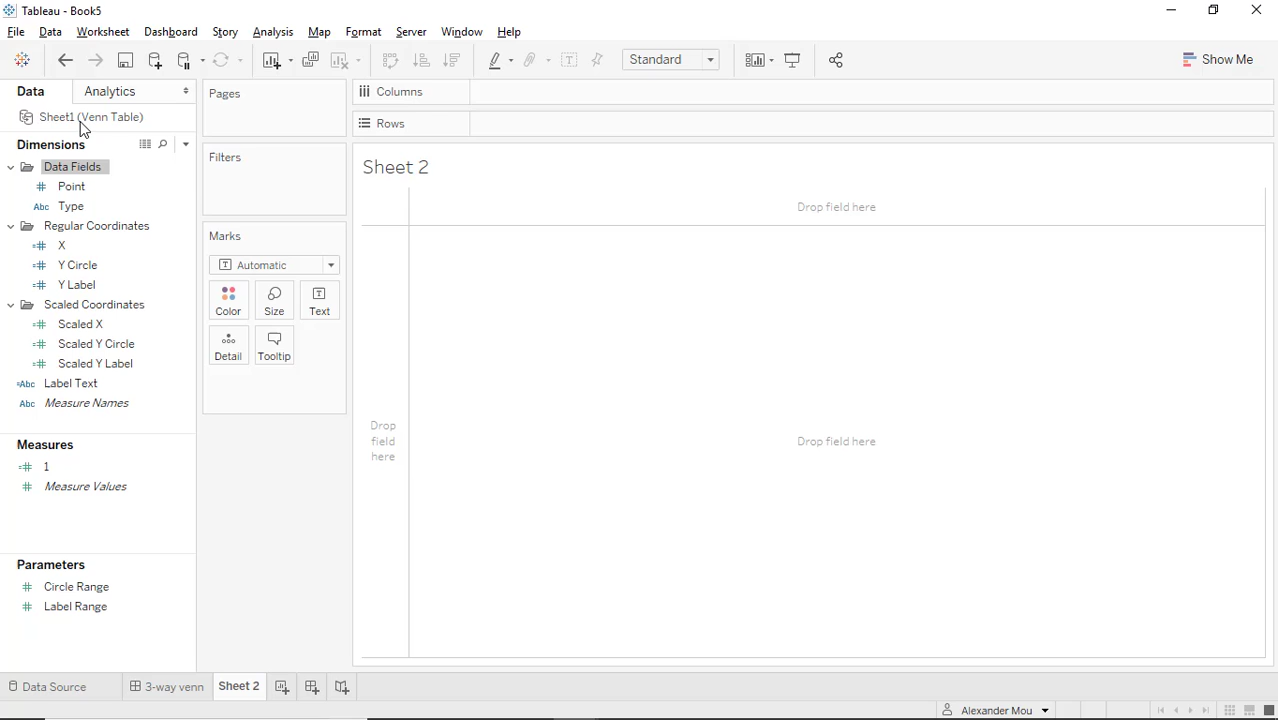 Tableau - Book5
File Data Worksheet Dashboard Story Analysis Map Format Server Window Help
Standard Show Me
Data Analytics
Sheet1 (Venn Table)
Dimensions
Data Fields
# Point
Abc Type
Regular Coordinates
=# X
=# Y Circle
=# Y Label
Scaled Coordinates
=# Scaled X
=# Scaled Y Circle
=# Scaled Y Label
=Abc Label Text
Abc Measure Names
Measures
=# 1
# Measure Values
Parameters
# Circle Range
# Label Range
Pages
Filters
Marks
T Automatic
Color Size Text
Detail Tooltip
Columns
Rows
Sheet 2
Drop field here
Drop
field
here
Drop field here
Data Source 3-way venn Sheet 2
Alexander Mou